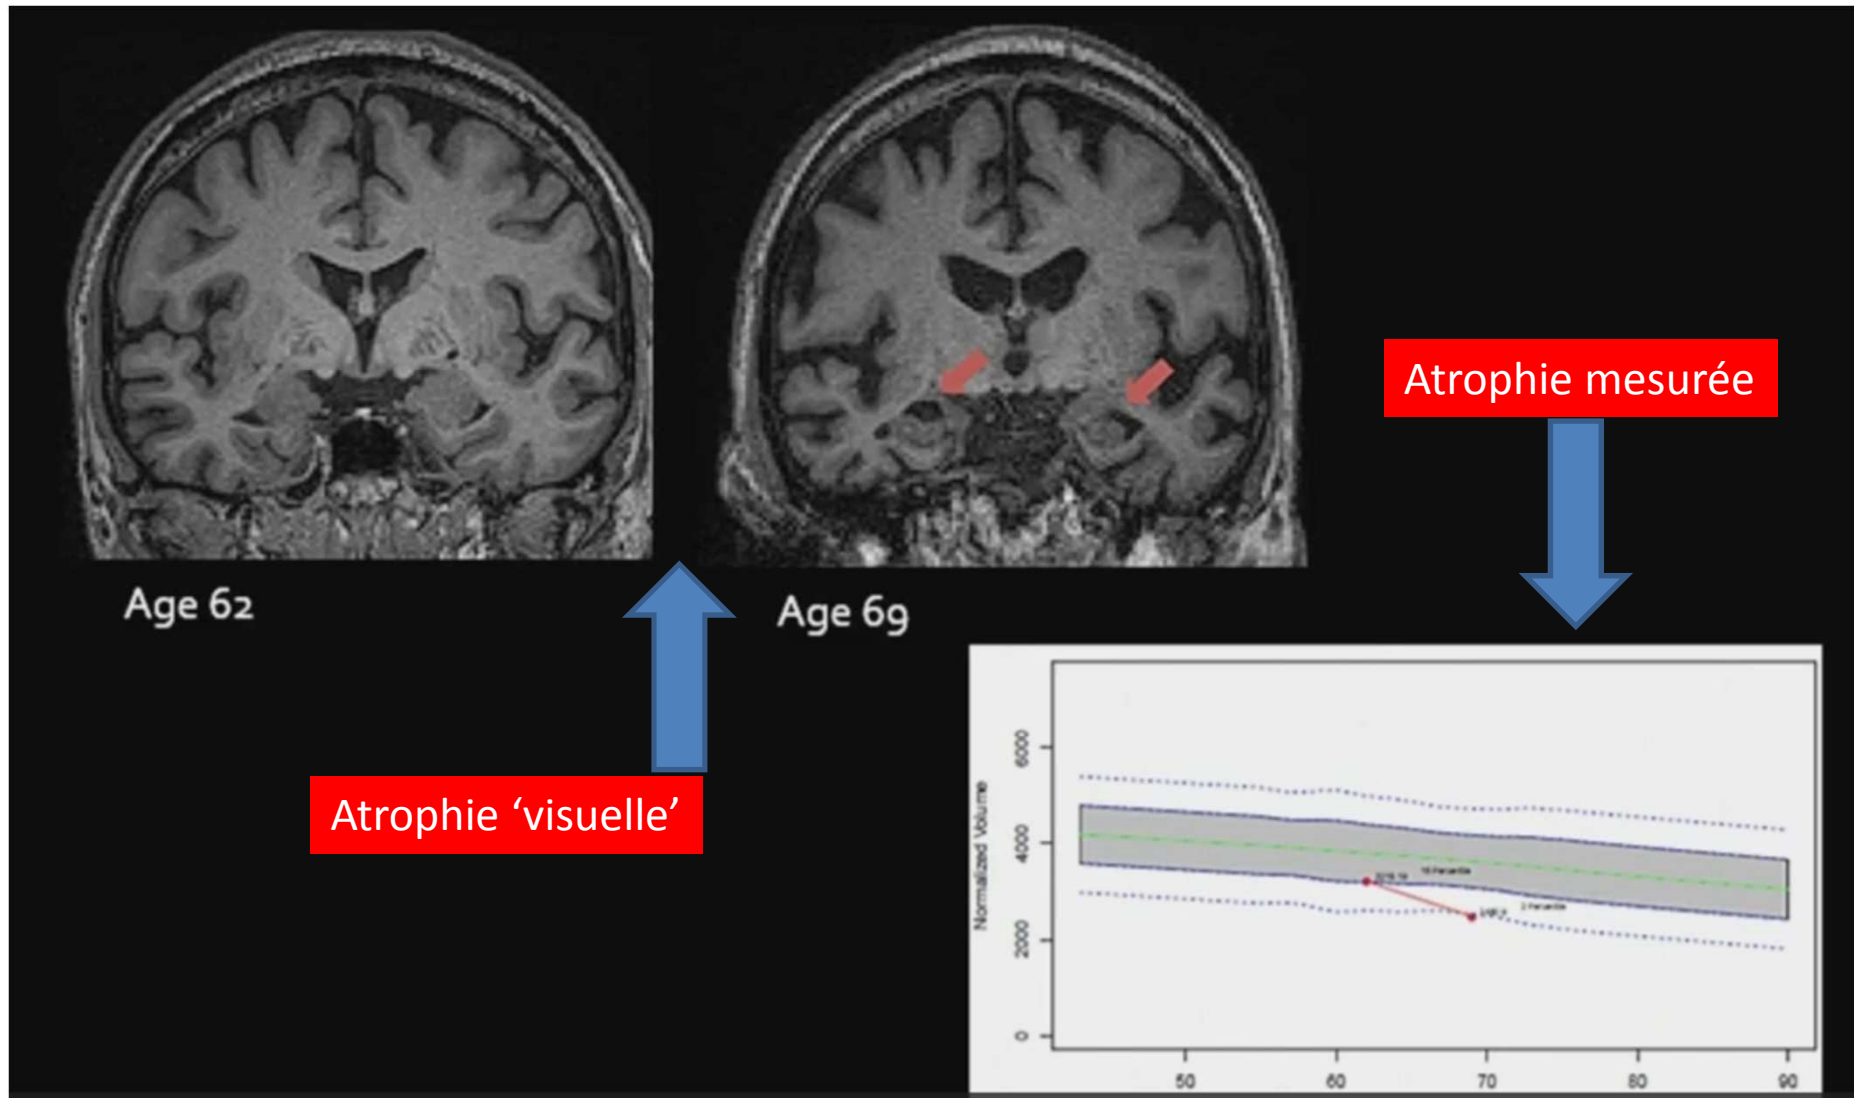 Age 62
Age 69
Atrophie mesurée
Atrophie ‘visuelle’
Normalized Volume
6000
4000
2000
0
50
60
70
80
90